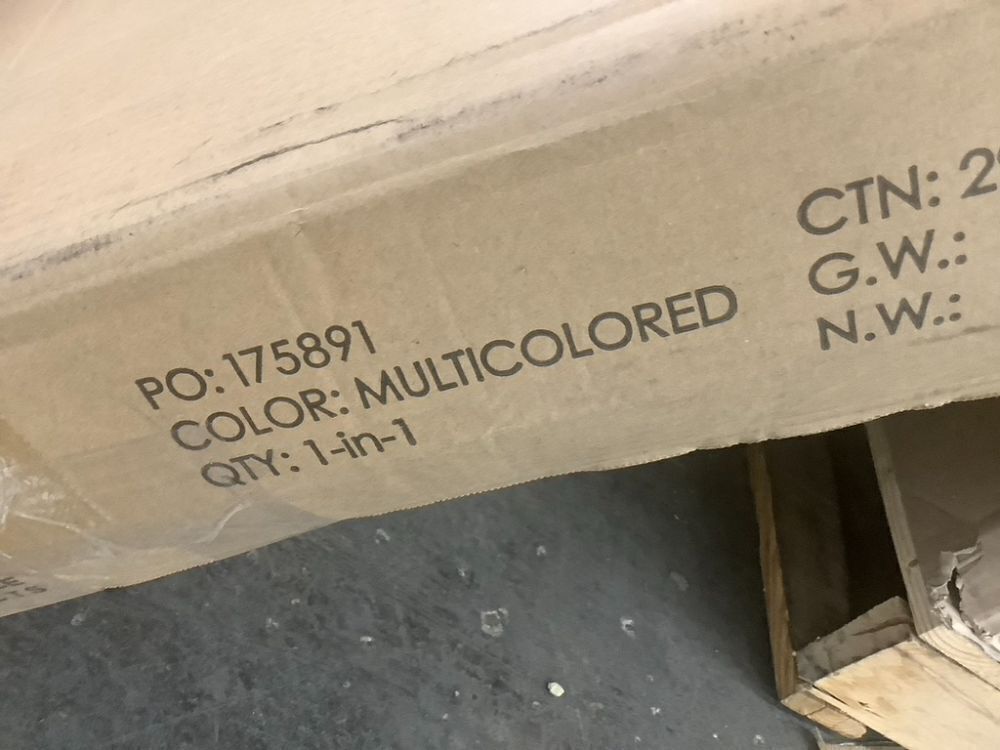 PO: 175891
COLOR: MULTICOLORED
QTY: 1-in-1
CTN:
G.W.:
N.W.: